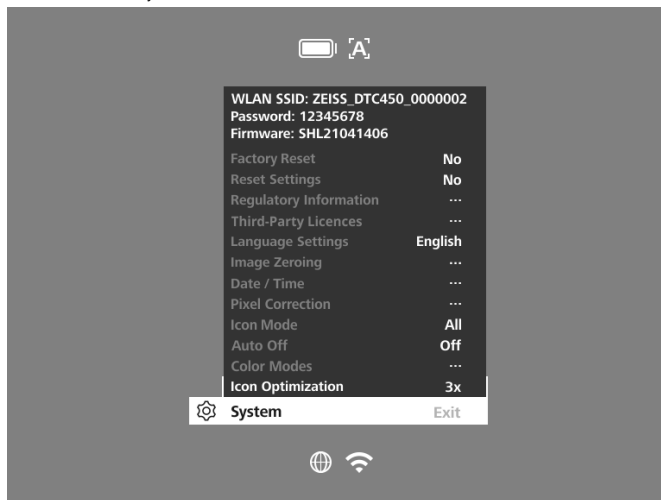 [A]
WLAN SSID: ZEISS_DTC450_0000002
Password: 12345678
Firmware: SHL21041406
Factory Reset No
Reset Settings No
Regulatory Information ...
Third-Party Licences ...
Language Settings English
Image Zeroing ...
Date / Time ...
Pixel Correction ...
Icon Mode All
Auto Off Off
Color Modes ...
Icon Optimization 3x
System Exit